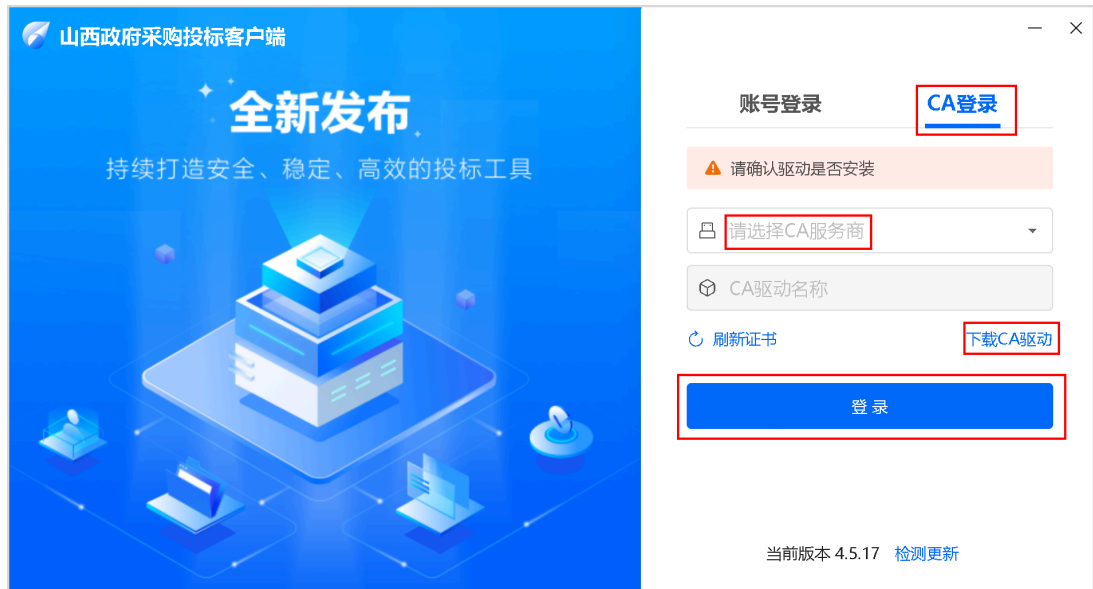 山西政府采购投标客户端
全新发布
持续打造安全、稳定、高效的投标工具
账号登录
CA登录
请确认驱动是否安装
请选择CA服务商
CA驱动名称
刷新证书
下载CA驱动
登 录
当前版本 4.5.17 检测更新